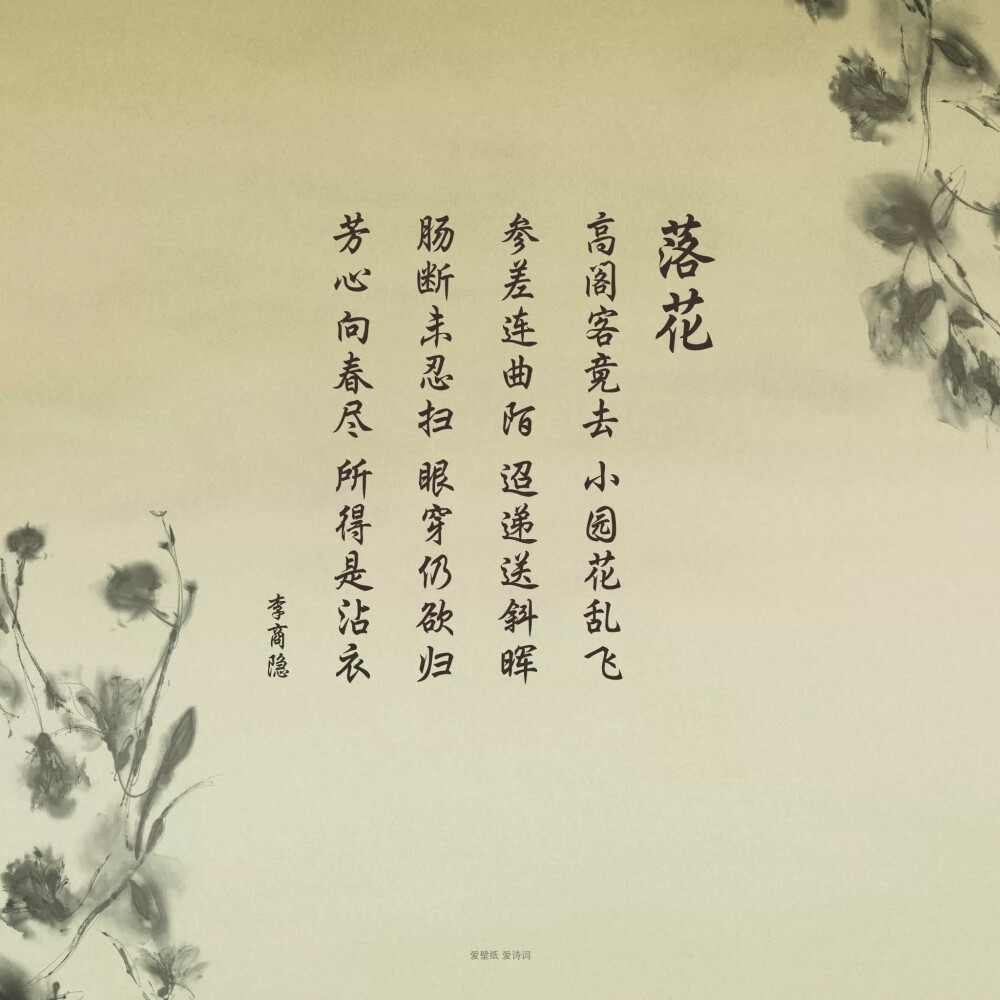 落花
高阁客竟去 小园花乱飞
参差连曲陌 迢递送斜晖
肠断未忍扫 眼穿仍欲归
芳心向春尽 所得是沾衣
李商隐
爱壁纸 爱诗词